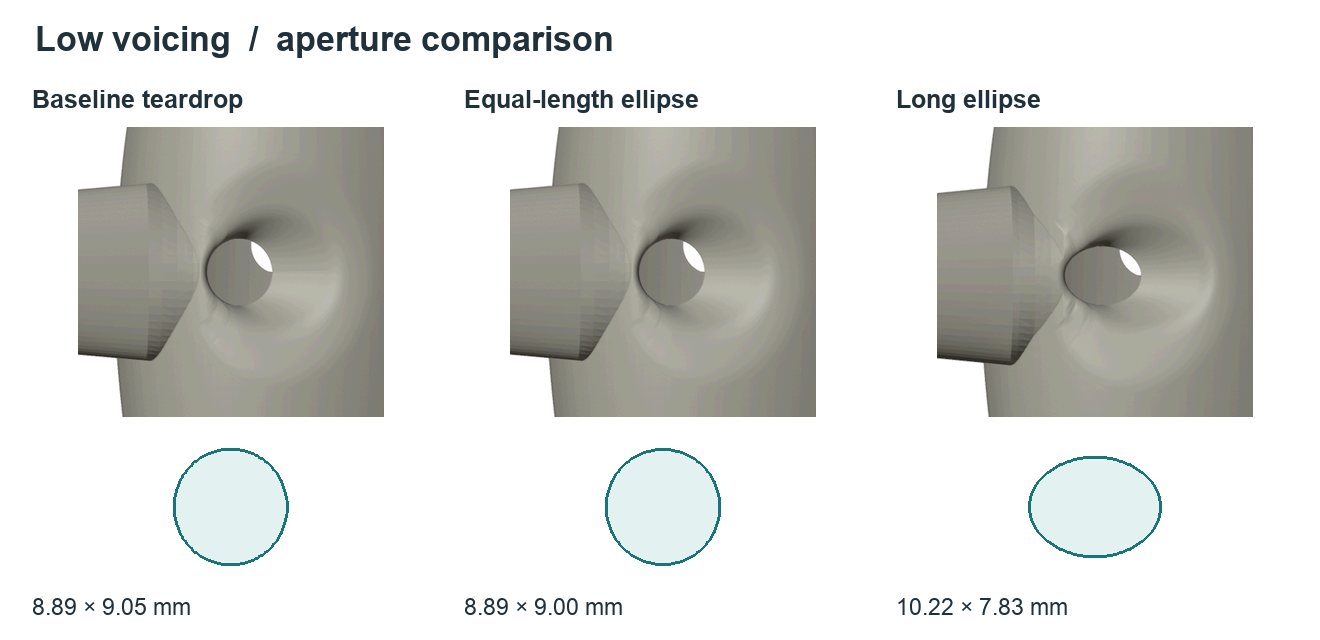 Low voicing / aperture comparison
Baseline teardrop
Equal-length ellipse
Long ellipse
8.89 × 9.05 mm
8.89 × 9.00 mm
10.22 × 7.83 mm